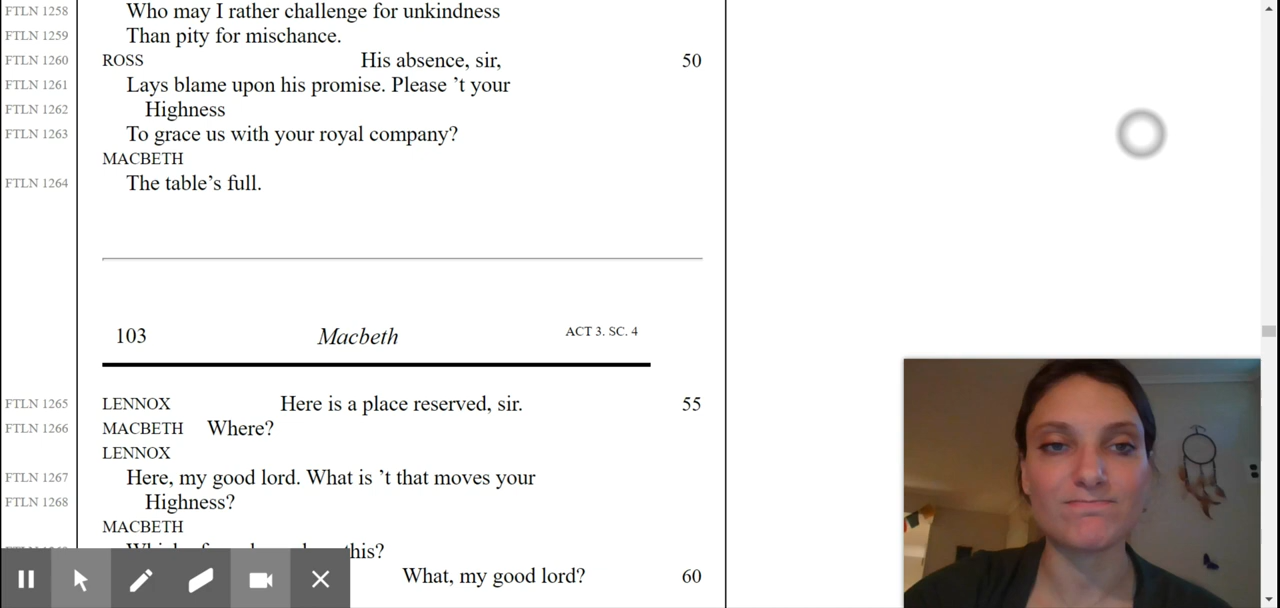 FTLN 1258 Who may I rather challenge for unkindness
FTLN 1259 Than pity for mischance.
FTLN 1260 ROSS His absence, sir, 50
FTLN 1261 Lays blame upon his promise. Please ’t your
FTLN 1262 Highness
FTLN 1263 To grace us with your royal company?
MACBETH
FTLN 1264 The table’s full.
103 Macbeth ACT 3. SC. 4
FTLN 1265 LENNOX Here is a place reserved, sir. 55
FTLN 1266 MACBETH Where?
LENNOX
FTLN 1267 Here, my good lord. What is ’t that moves your
FTLN 1268 Highness?
MACBETH
this?
What, my good lord? 60